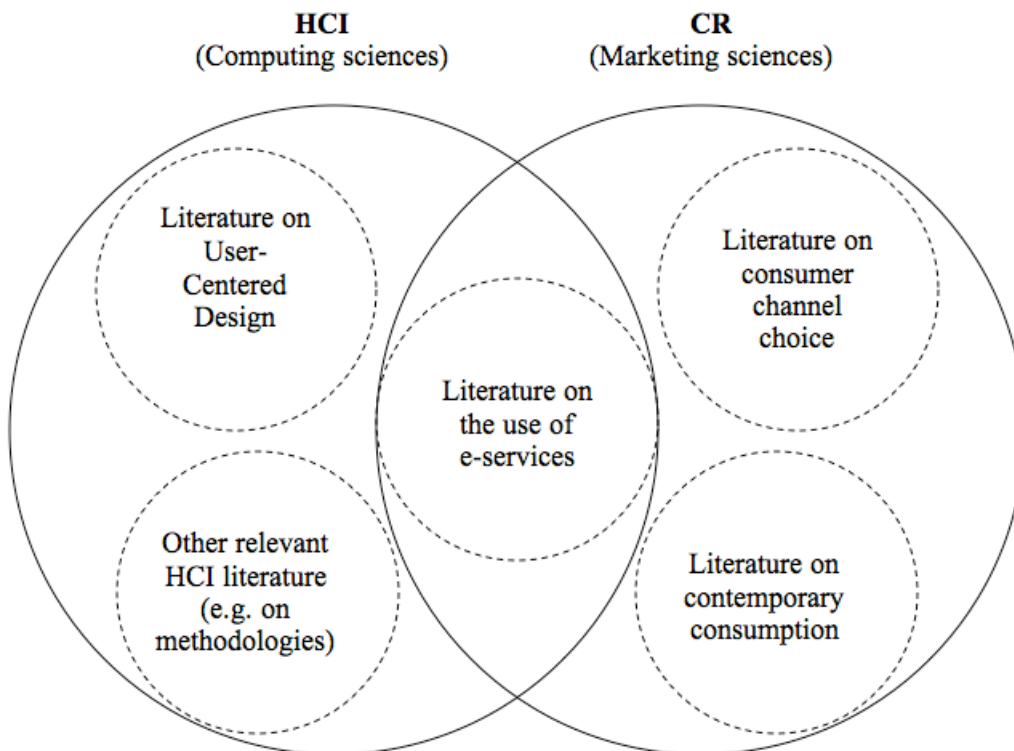 HCI
(Computing sciences)
CR
(Marketing sciences)
Literature on
User-
Centered
Design
Literature on
consumer
channel
choice
Literature on
the use of
e-services
Other relevant
HCI literature
(e.g. on
methodologies)
Literature on
contemporary
consumption